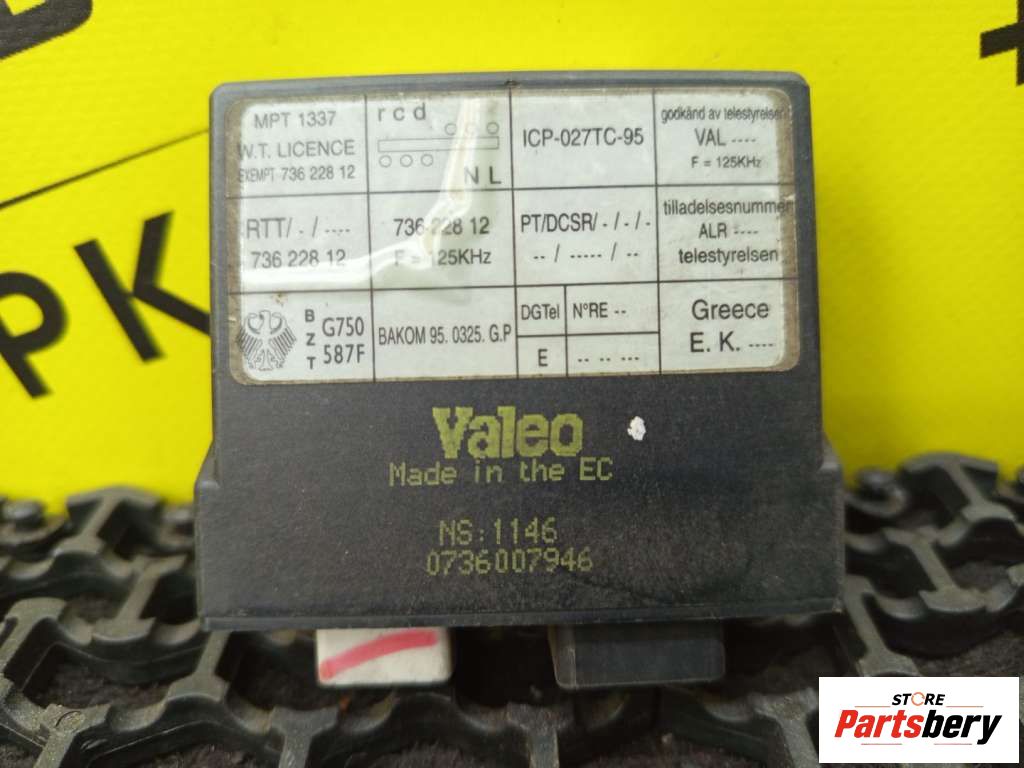 MPT 1337
W.T. LICENCE
EXEMPT 736 228 12
r c d
N L
ICP-027TC-95
godkänd av telestyrelsen
VAL ----
F = 125KHz
RTT/ - / ----
736 228 12
736 228 12
F = 125KHz
PT/DCSR/ - / - / -
-- / ----- / --
tilladelsesnummer
ALR ----
telestyrelsen
B
Z
T
G750
587F
BAKOM 95. 0325. G.P
DGTel
N°RE --
E
-- -- ---
Greece
E. K. ----
Valeo
Made in the EC
NS:1146
0736007946
STORE
Partsbery